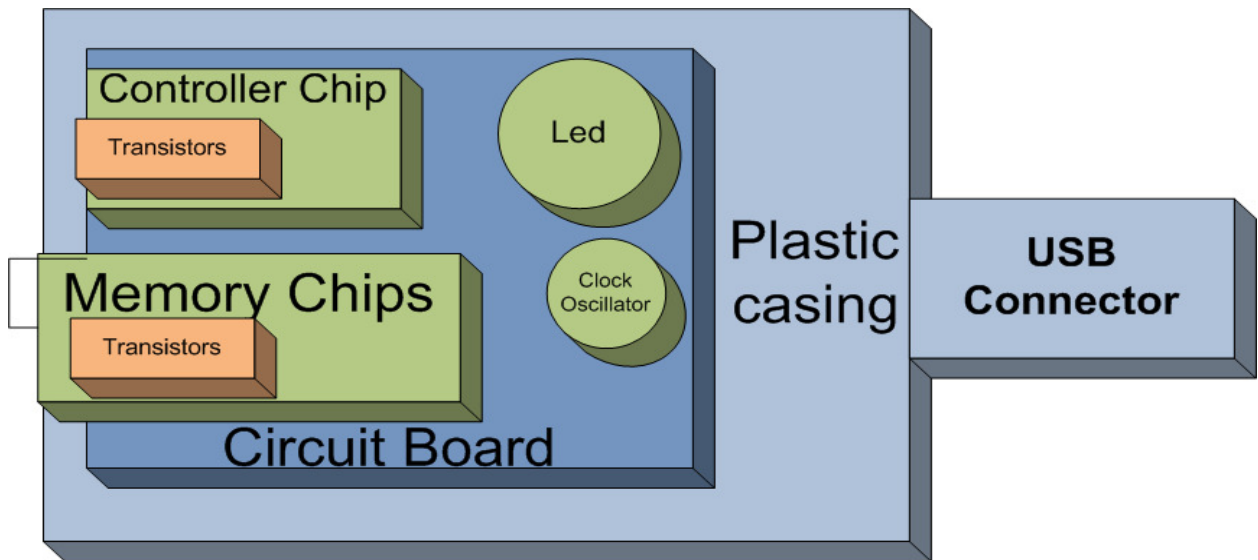 Controller Chip
Transistors
Led
Memory Chips
Transistors
Clock
Oscillator
Circuit Board
Plastic
casing
USB
Connector